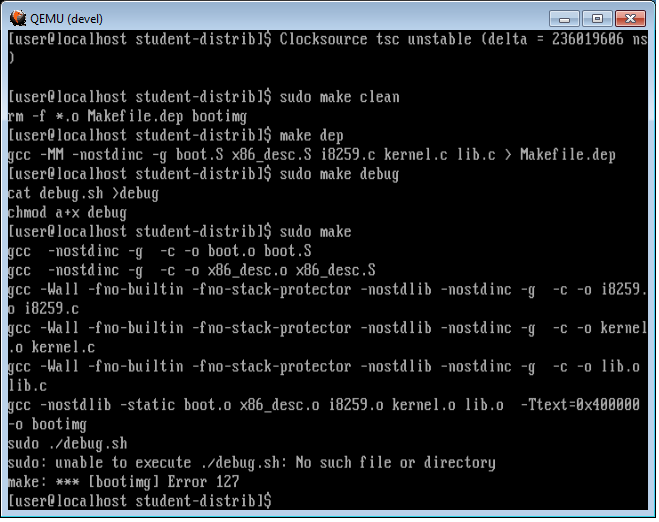 QEMU (devel)
[user@localhost student-distrib]$ Clocksource tsc unstable (delta = 236019606 ns
)
[user@localhost student-distrib]$ sudo make clean
rm -f *.o Makefile.dep bootimg
[user@localhost student-distrib]$ make dep
gcc -MM -nostdinc -g boot.S x86_desc.S i8259.c kernel.c lib.c > Makefile.dep
[user@localhost student-distrib]$ sudo make debug
cat debug.sh >debug
chmod a+x debug
[user@localhost student-distrib]$ sudo make
gcc  -nostdinc -g  -c -o boot.o boot.S
gcc  -nostdinc -g  -c -o x86_desc.o x86_desc.S
gcc -Wall -fno-builtin -fno-stack-protector -nostdlib -nostdinc -g  -c -o i8259.
o i8259.c
gcc -Wall -fno-builtin -fno-stack-protector -nostdlib -nostdinc -g  -c -o kernel
.o kernel.c
gcc -Wall -fno-builtin -fno-stack-protector -nostdlib -nostdinc -g  -c -o lib.o
lib.c
gcc -nostdlib -static boot.o x86_desc.o i8259.o kernel.o lib.o  -Ttext=0x400000
-o bootimg
sudo ./debug.sh
sudo: unable to execute ./debug.sh: No such file or directory
make: *** [bootimg] Error 127
[user@localhost student-distrib]$